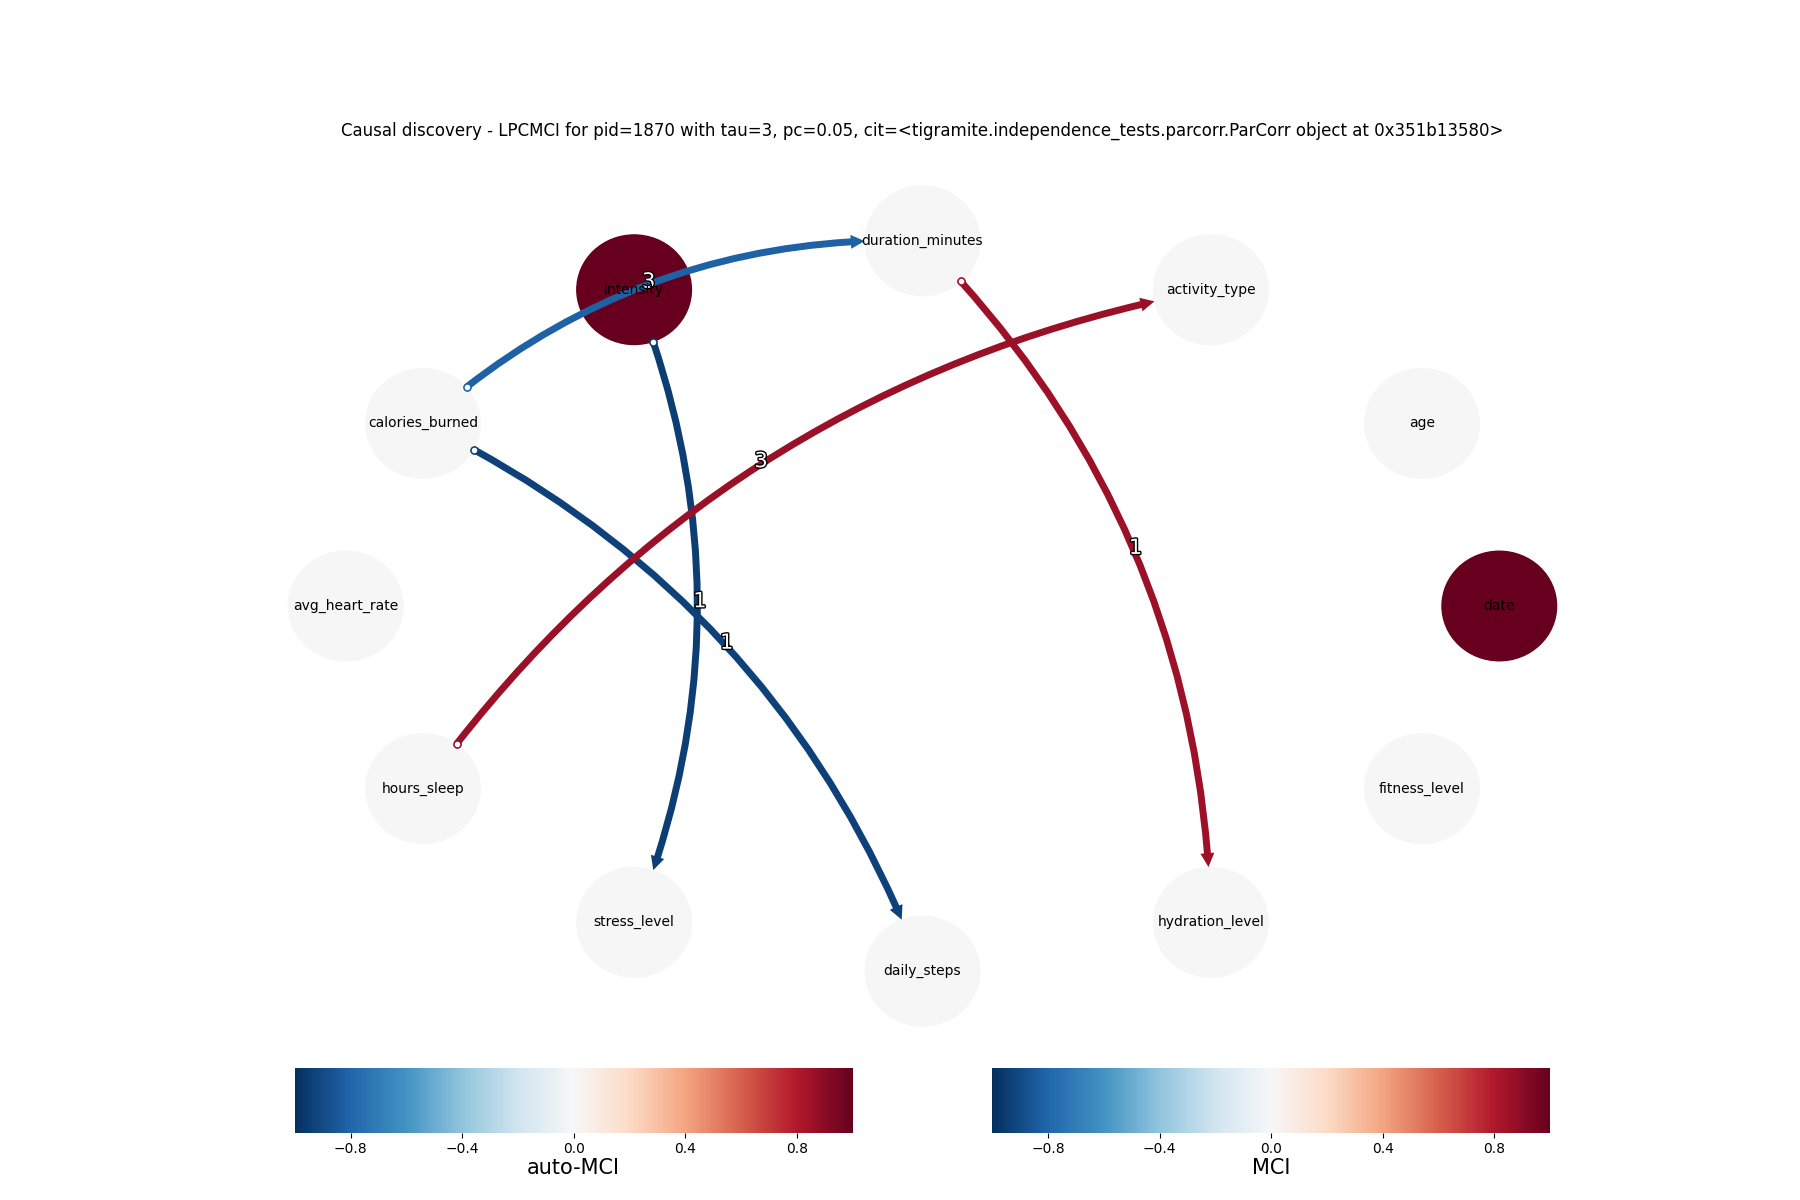 Causal discovery - LPCMCI for pid=1870 with tau=3, pc=0.05, cit=<tigramite.independence_tests.parcorr.ParCorr object at 0x351b13580>
duration_minutes
intensity
3
activity_type
calories_burned
age
3
1
avg_heart_rate
1
date
1
hours_sleep
fitness_level
stress_level
hydration_level
daily_steps
−0.8 −0.4 0.0 0.4 0.8
auto-MCI
−0.8 −0.4 0.0 0.4 0.8
MCI